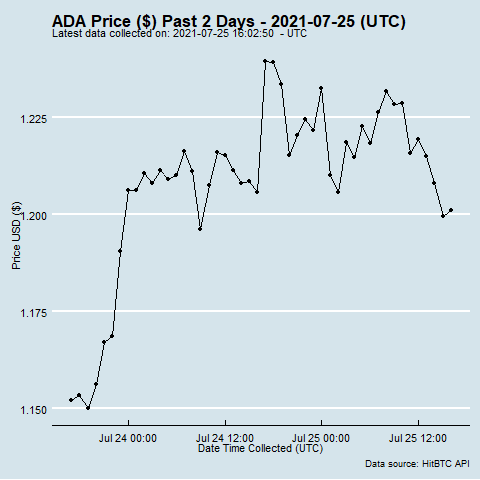 ADA Price ($) Past 2 Days - 2021-07-25 (UTC)
Latest data collected on: 2021-07-25 16:02:50  - UTC
1.225
1.200
1.175
1.150
Price USD ($)
Jul 24 00:00 Jul 24 12:00 Jul 25 00:00 Jul 25 12:00
Date Time Collected (UTC)
Data source: HitBTC API